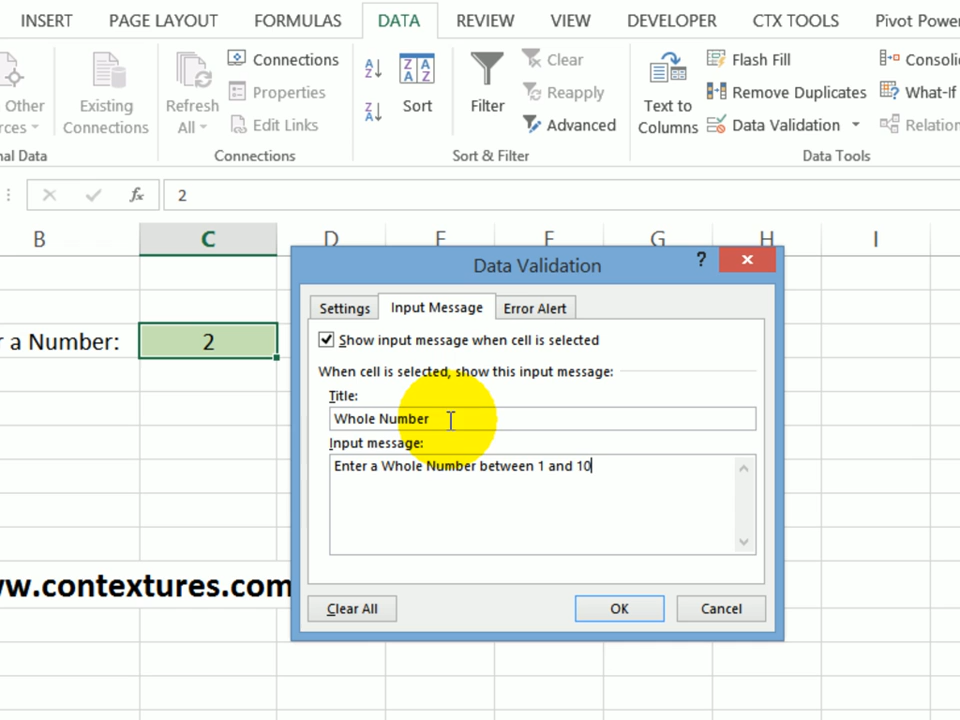 INSERT PAGE LAYOUT FORMULAS DATA REVIEW VIEW DEVELOPER CTX TOOLS Pivot Power
Other
Existing
Connections
Refresh
All
Connections
Properties
Edit Links
Sort
Filter
Clear
Reapply
Advanced
Text to
Columns
Flash Fill
Remove Duplicates
Data Validation
What-If
Data
Connections
Sort & Filter
Data Tools
fx 2
B C D G H I
a Number: 2
Data Validation ?
Settings Input Message Error Alert
Show input message when cell is selected
When cell is selected, show this input message:
Title:
Whole Number
Input message:
Enter a Whole Number between 1 and 10
Clear All OK Cancel
.contextures.com